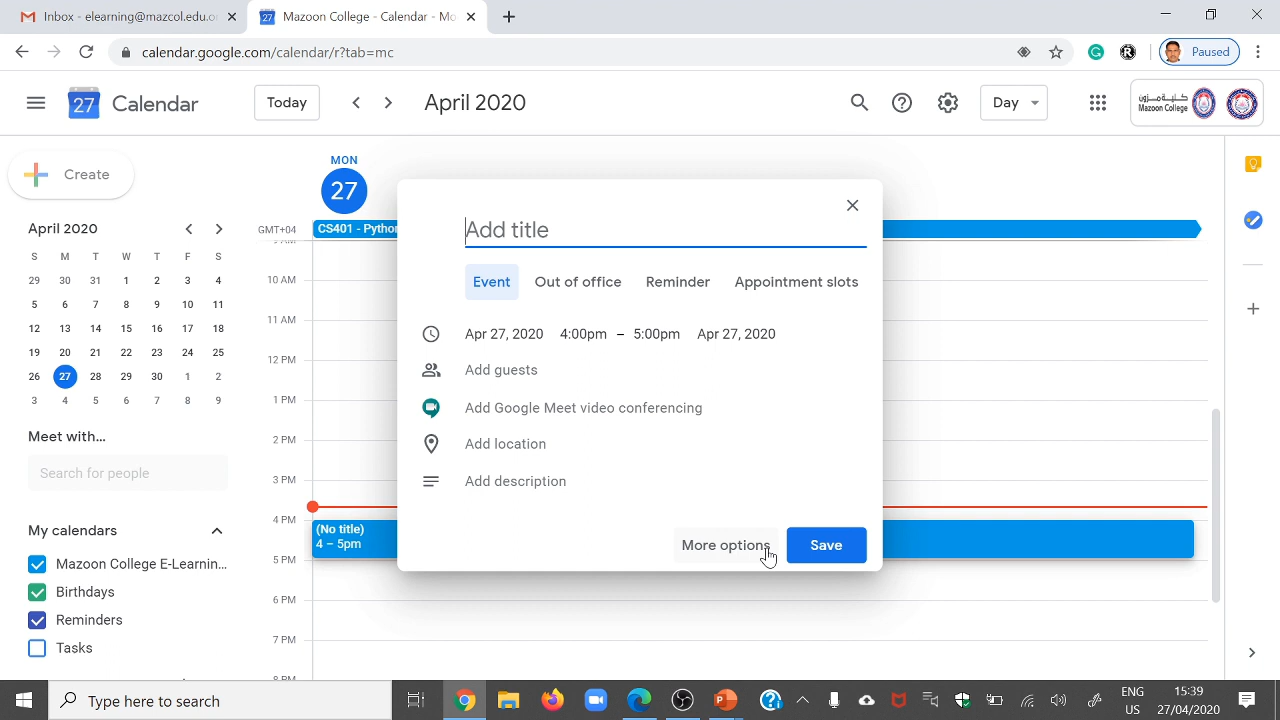 Inbox - elearning@mazcol.edu.o
Mazoon College - Calendar - Mo
calendar.google.com/calendar/r?tab=mc
Paused
27
Calendar
Today
April 2020
Day
كلية مزون
Mazoon College
Create
MON
27
April 2020
S M T W T F S
29 30 31 1 2 3 4
5 6 7 8 9 10 11
12 13 14 15 16 17 18
19 20 21 22 23 24 25
26 27 28 29 30 1 2
3 4 5 6 7 8 9
Meet with...
Search for people
My calendars
Mazoon College E-Learnin...
Birthdays
Reminders
Tasks
GMT+04
CS401 - Python
9 AM
10 AM
11 AM
12 PM
1 PM
2 PM
3 PM
4 PM
5 PM
6 PM
7 PM
8 PM
(No title)
4 – 5pm
Add title
Event
Out of office
Reminder
Appointment slots
Apr 27, 2020 4:00pm – 5:00pm Apr 27, 2020
Add guests
Add Google Meet video conferencing
Add location
Add description
More options
Save
Type here to search
ENG
US
15:39
27/04/2020